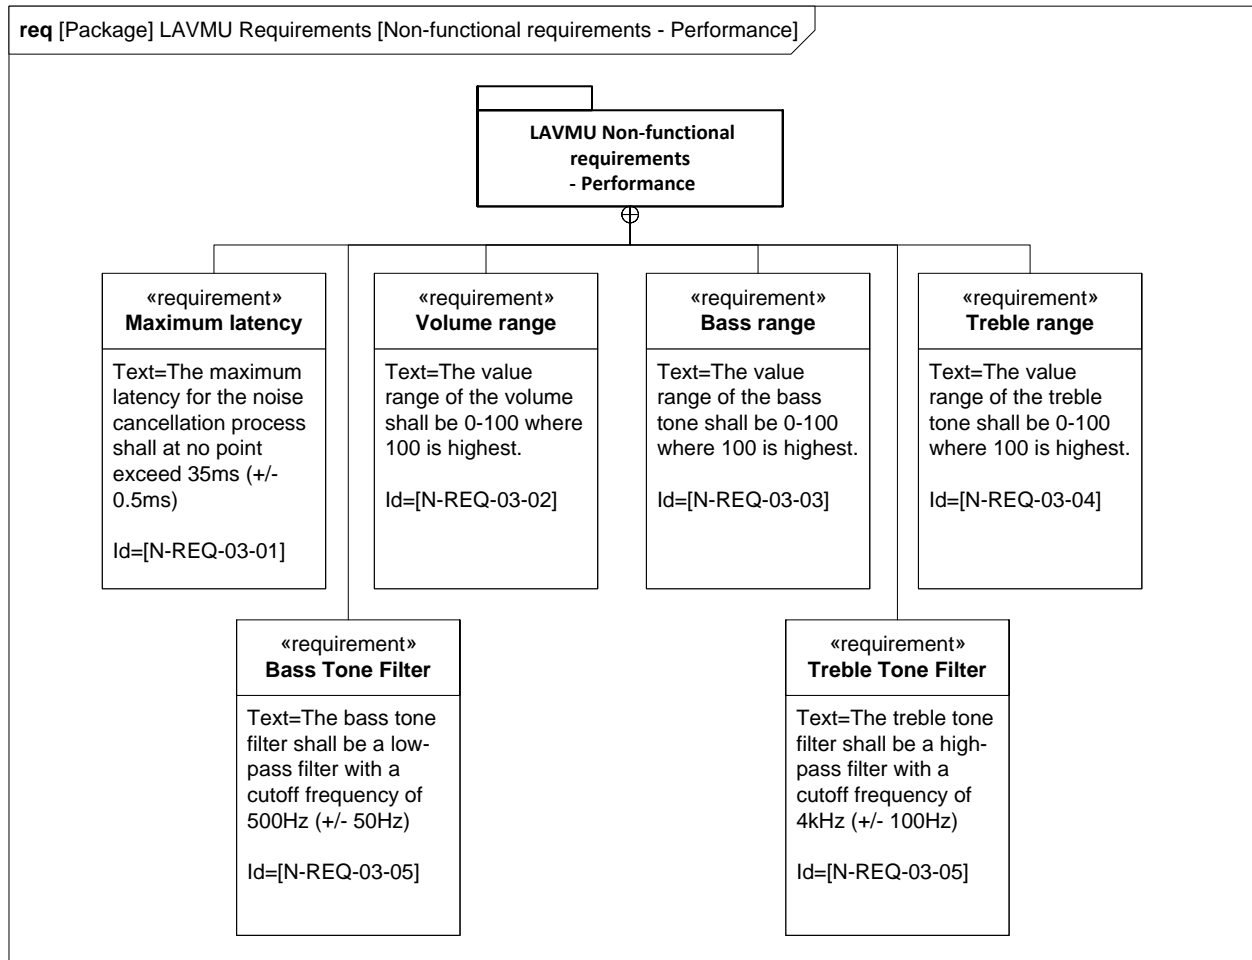 req [Package] LAVMU Requirements [Non-functional requirements - Performance]
LAVMU Non-functional
requirements
- Performance
«requirement»
Maximum latency
Text=The maximum
latency for the noise
cancellation process
shall at no point
exceed 35ms (+/-
0.5ms)
Id=[N-REQ-03-01]
«requirement»
Volume range
Text=The value
range of the volume
shall be 0-100 where
100 is highest.
Id=[N-REQ-03-02]
«requirement»
Bass range
Text=The value
range of the bass
tone shall be 0-100
where 100 is highest.
Id=[N-REQ-03-03]
«requirement»
Treble range
Text=The value
range of the treble
tone shall be 0-100
where 100 is highest.
Id=[N-REQ-03-04]
«requirement»
Bass Tone Filter
Text=The bass tone
filter shall be a low-
pass filter with a
cutoff frequency of
500Hz (+/- 50Hz)
Id=[N-REQ-03-05]
«requirement»
Treble Tone Filter
Text=The treble tone
filter shall be a high-
pass filter with a
cutoff frequency of
4kHz (+/- 100Hz)
Id=[N-REQ-03-05]